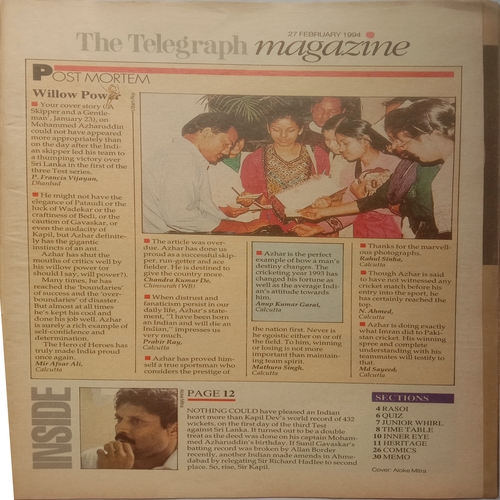 27 FEBRUARY 1994
The Telegraph magazine
POST MORTEM
Willow Power
Your cover story ('A
Skipper and a Gentle-
man', January 23), on
Mohammed Azharuddin
could not have appeared
more appropriately than
on the day after the Indi-
an skipper led his team to
a thumping victory over
Sri Lanka in the first of the
three Test series.
P. Francis Vijayan,
Dhanbad
He might not have the
elegance of Pataudi or the
luck of Wadekar or the
craftiness of Bedi, or the
caution of Gavaskar, or
even the audacity of
Kapil, but Azhar definite-
ly has the gigantic
instincts of an ant.
Azhar has shut the
mouths of critics well by
his willow power (or
should I say, will power?).
Many times, he has
reached the 'boundaries'
of success and the 'over-
boundaries' of disaster.
But almost at all times
he's kept his cool and
done his job well. Azhar
is surely a rich example of
self-confidence and
determination.
The Hero of Heroes has
truly made India proud
once again.
Mir Afsar Ali,
Calcutta
The article was over-
due. Azhar has done us
proud as a successful skip-
per, run-getter and ace
fielder. He is destined to
give the country more.
Chandra Kumar De,
Chinsurah (WB)
When distrust and
fanaticism persist in our
daily life, Azhar's state-
ment, "I have been born
an Indian and will die an
Indian," impresses us
very much.
Prabir Ray,
Calcutta
Azhar has proved him-
self a true sportsman who
considers the prestige of
Azhar is the perfect
example of how a man's
destiny changes. The
cricketing year 1993 has
changed his fortune as
well as the average Indi-
an's attitude towards
him.
Anup Kumar Garai,
Calcutta
the nation first. Never is
he egoistic either on or off
the field. To him, winning
or losing is not more
important than maintain-
ing team spirit.
Mathura Singh,
Calcutta
Thanks for the marvell-
ous photographs.
Rahul Sinha,
Calcutta
Though Azhar is said
to have not witnessed any
cricket match before his
entry into the sport, he
has certainly reached the
top.
N. Ahmed,
Calcutta
Azhar is doing exactly
what Imran did to Paki-
stan cricket. His winning
spree and complete
understanding with his
teammates will testify to
that.
Md Sayeed,
Calcutta
INSIDE
PAGE 12
NOTHING COULD have pleased an Indian
heart more than Kapil Dev's world record of 432
wickets, on the first day of the third Test
against Sri Lanka. It turned out to be a double
treat as the deed was done on his captain Moham-
med Azharuddin's birthday. If Sunil Gavaskar's
batting record was broken by Allan Border
recently, another Indian made amends in Ahme-
dabad by relegating Sir Richard Hadlee to second
place. So, rise, Sir Kapil.
SECTIONS
4 RASOI
6 QUIZ
7 JUNIOR WHIRL
8 TIME TABLE
10 INNER EYE
11 HERITAGE
26 COMICS
30 MEMO
Cover: Aloke Mitra